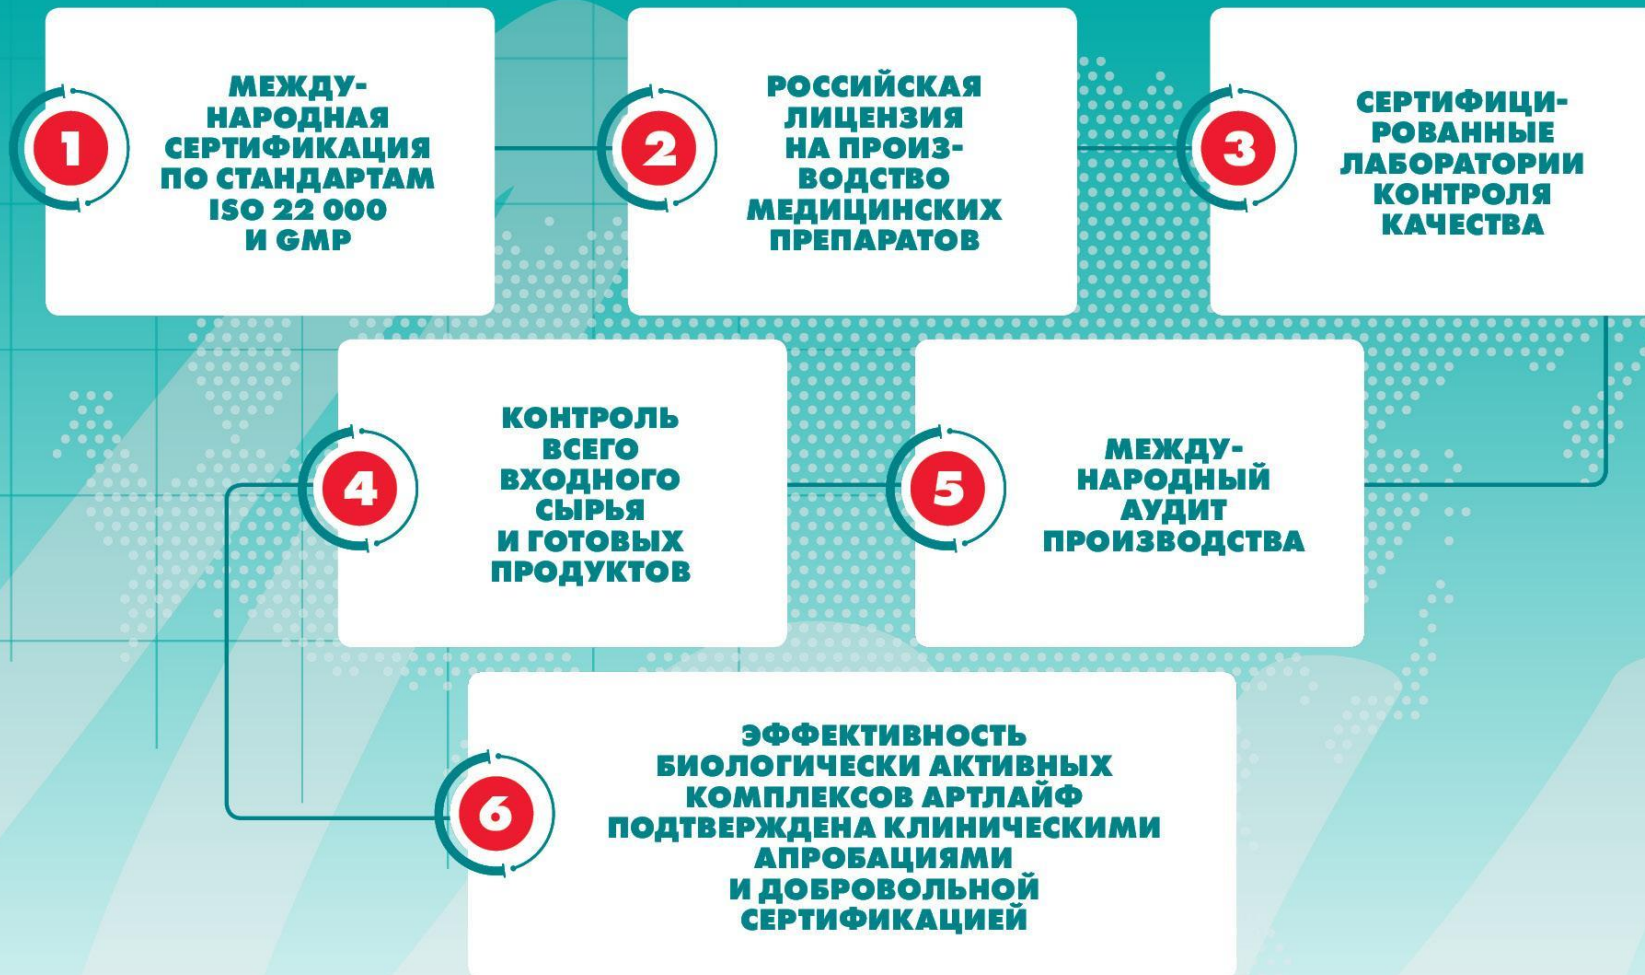 1
МЕЖДУ-
НАРОДНАЯ
СЕРТИФИКАЦИЯ
ПО СТАНДАРТАМ
ISO 22 000
И GMP
2
РОССИЙСКАЯ
ЛИЦЕНЗИЯ
НА ПРОИЗ-
ВОДСТВО
МЕДИЦИНСКИХ
ПРЕПАРАТОВ
3
СЕРТИФИЦИ-
РОВАННЫЕ
ЛАБОРАТОРИИ
КОНТРОЛЯ
КАЧЕСТВА
4
КОНТРОЛЬ
ВСЕГО
ВХОДНОГО
СЫРЬЯ
И ГОТОВЫХ
ПРОДУКТОВ
5
МЕЖДУ-
НАРОДНЫЙ
АУДИТ
ПРОИЗВОДСТВА
6
ЭФФЕКТИВНОСТЬ
БИОЛОГИЧЕСКИ АКТИВНЫХ
КОМПЛЕКСОВ АРТЛАЙФ
ПОДТВЕРЖДЕНА КЛИНИЧЕСКИМИ
АПРОБАЦИЯМИ
И ДОБРОВОЛЬНОЙ
СЕРТИФИКАЦИЕЙ